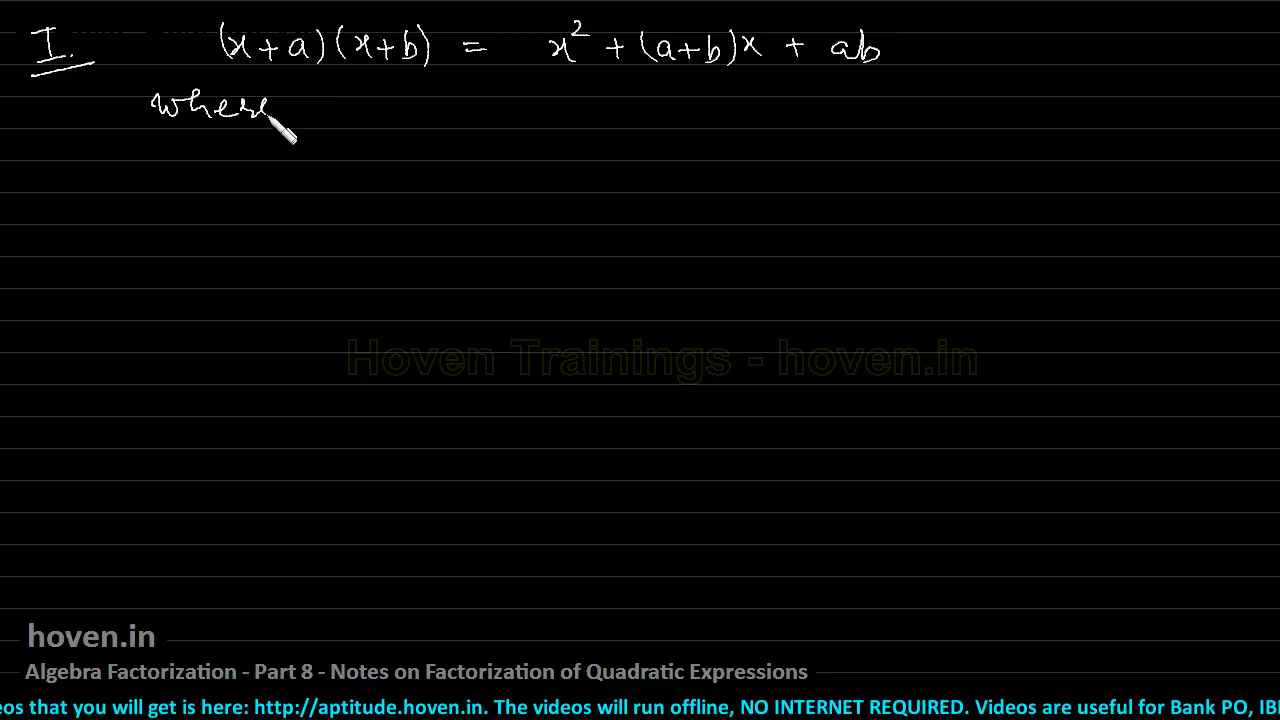 I. (x+a)(x+b) = x² + (a+b)x + ab
where
Hoven Trainings - hoven.in
hoven.in
Algebra Factorization - Part 8 - Notes on Factorization of Quadratic Expressions
eos that you will get is here: http://aptitude.hoven.in. The videos will run offline, NO INTERNET REQUIRED. Videos are useful for Bank PO, IB